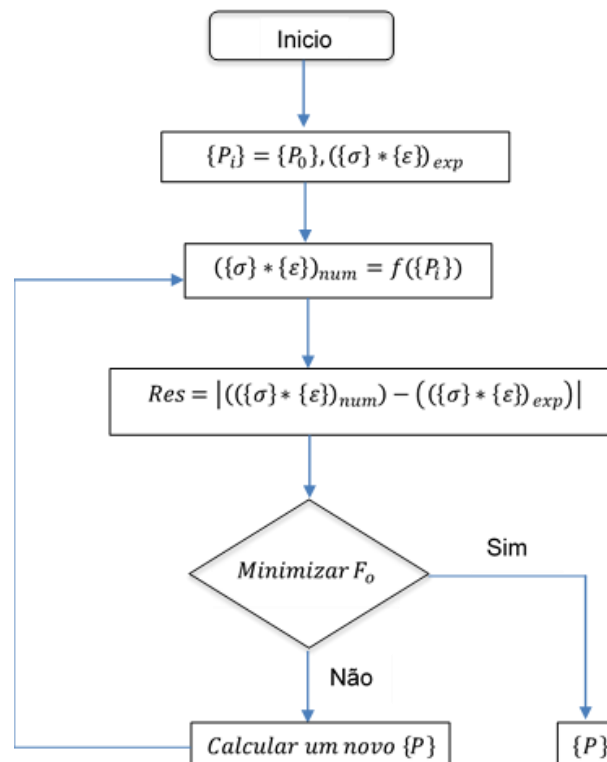 Inicio
{P_i} = {P_0}, ({σ} * {ε})_exp
({σ} * {ε})_num = f({P_i})
Res = |(({σ} * {ε})_num) − (({σ} * {ε})_exp)|
Minimizar F_o
Sim
Não
Calcular um novo {P}
{P}